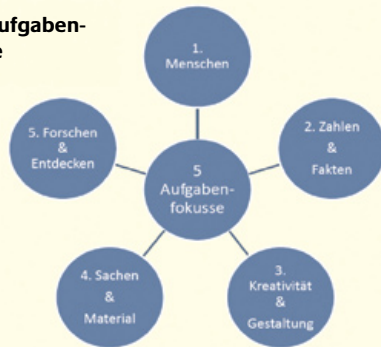 ufgaben-
e
1.
Menschen
2. Zahlen
&
Fakten
3.
Kreativität
&
Gestaltung
4. Sachen
&
Material
5. Forschen
&
Entdecken
5
Aufgaben-
fokusse